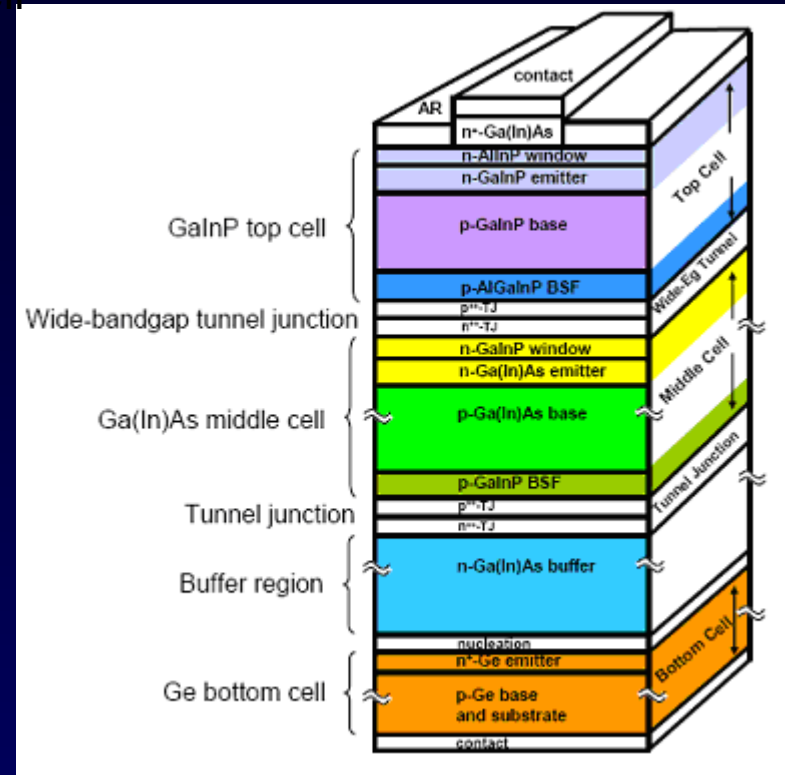 contact
AR
n+-Ga(In)As
n-AlInP window
n-GaInP emitter
GaInP top cell
p-GaInP base
p-AlGaInP BSF
Top Cell
Wide-bandgap tunnel junction
p++-TJ
n++-TJ
Wide-Eg Tunnel
n-GaInP window
n-Ga(In)As emitter
Ga(In)As middle cell
p-Ga(In)As base
p-GaInP BSF
Middle Cell
Tunnel junction
p++-TJ
n++-TJ
Tunnel Junction
Buffer region
n-Ga(In)As buffer
nucleation
n+-Ge emitter
Ge bottom cell
p-Ge base
and substrate
contact
Bottom Cell